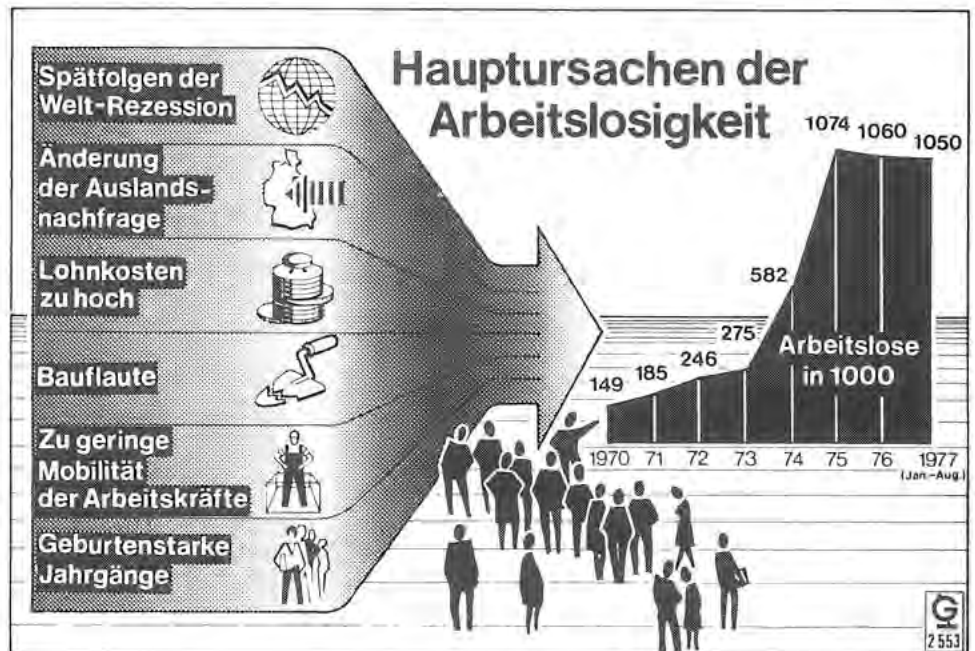 Hauptursachen der
Arbeitslosigkeit
Spätfolgen der
Welt-Rezession
Änderung
der Auslands-
nachfrage
Lohnkosten
zu hoch
Bauflaute
Zu geringe
Mobilität
der Arbeitskräfte
Geburtenstarke
Jahrgänge
149
185
246
275
582
1074
1060
1050
Arbeitslose
in 1000
1970 71 72 73 74 75 76 1977
(Jan.-Aug.)
G
2 553